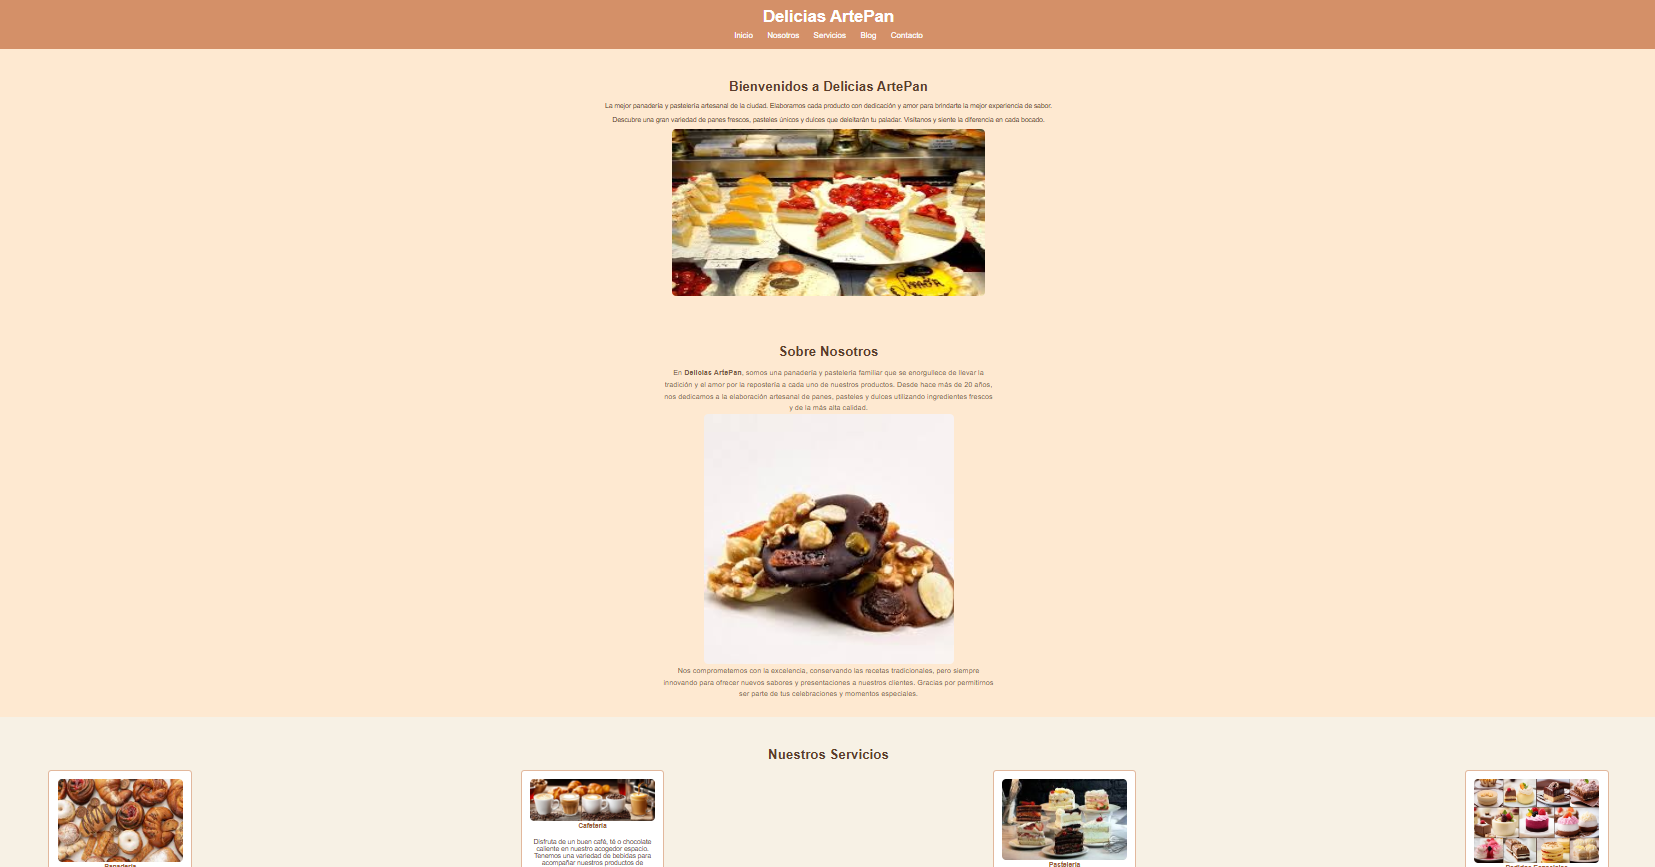 Delicias ArtePan
Inicio Nosotros Servicios Blog Contacto
Bienvenidos a Delicias ArtePan
La mejor panadería y pastelería artesanal de la ciudad. Elaboramos cada producto con dedicación y amor para brindarte la mejor experiencia de sabor.
Descubre una gran variedad de panes frescos, pasteles únicos y dulces que deleitarán tu paladar. Visítanos y siente la diferencia en cada bocado.
Sobre Nosotros
En Delicias ArtePan, somos una panadería y pastelería familiar que se enorgullece de llevar la
tradición y el amor por la repostería a cada uno de nuestros productos. Desde hace más de 20 años,
nos dedicamos a la elaboración artesanal de panes, pasteles y dulces utilizando ingredientes frescos
y de la más alta calidad.
Nos comprometemos con la excelencia, conservando las recetas tradicionales, pero siempre
innovando para ofrecer nuevos sabores y presentaciones a nuestros clientes. Gracias por permitirnos
ser parte de tus celebraciones y momentos especiales.
Nuestros Servicios
Panadería
Cafetería
Disfruta de un buen café, té o chocolate
caliente en nuestro acogedor espacio.
Tenemos una variedad de bebidas para
acompañar nuestros productos de
Pastelería